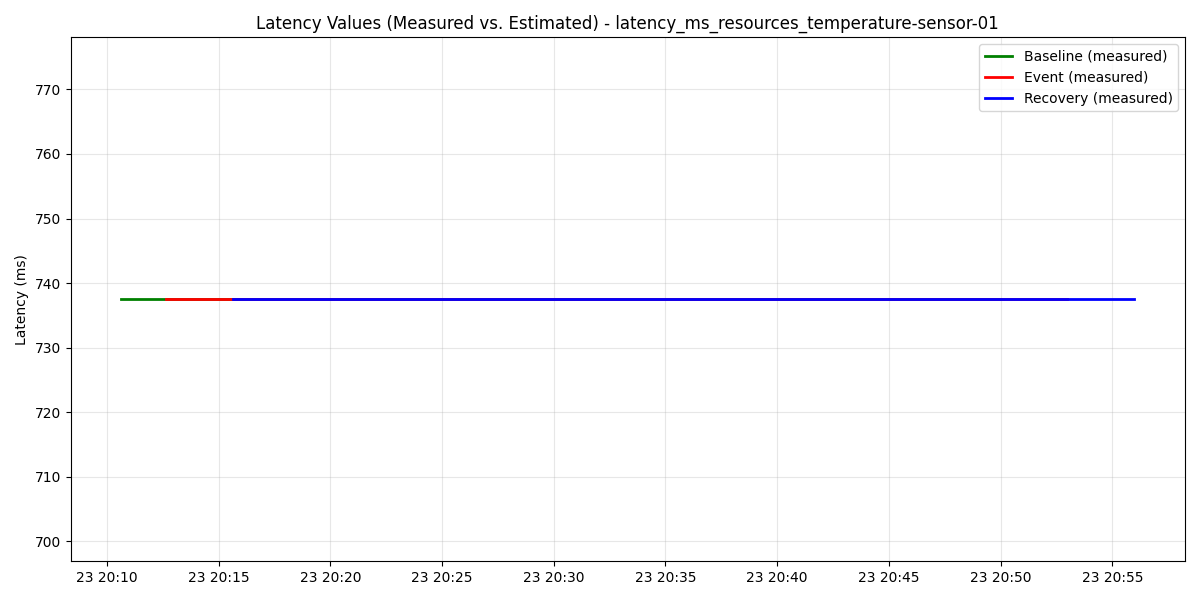 Latency Values (Measured vs. Estimated) - latency_ms_resources_temperature-sensor-01
Baseline (measured)
Event (measured)
Recovery (measured)
Latency (ms)
770
760
750
740
730
720
710
700
23 20:10 23 20:15 23 20:20 23 20:25 23 20:30 23 20:35 23 20:40 23 20:45 23 20:50 23 20:55